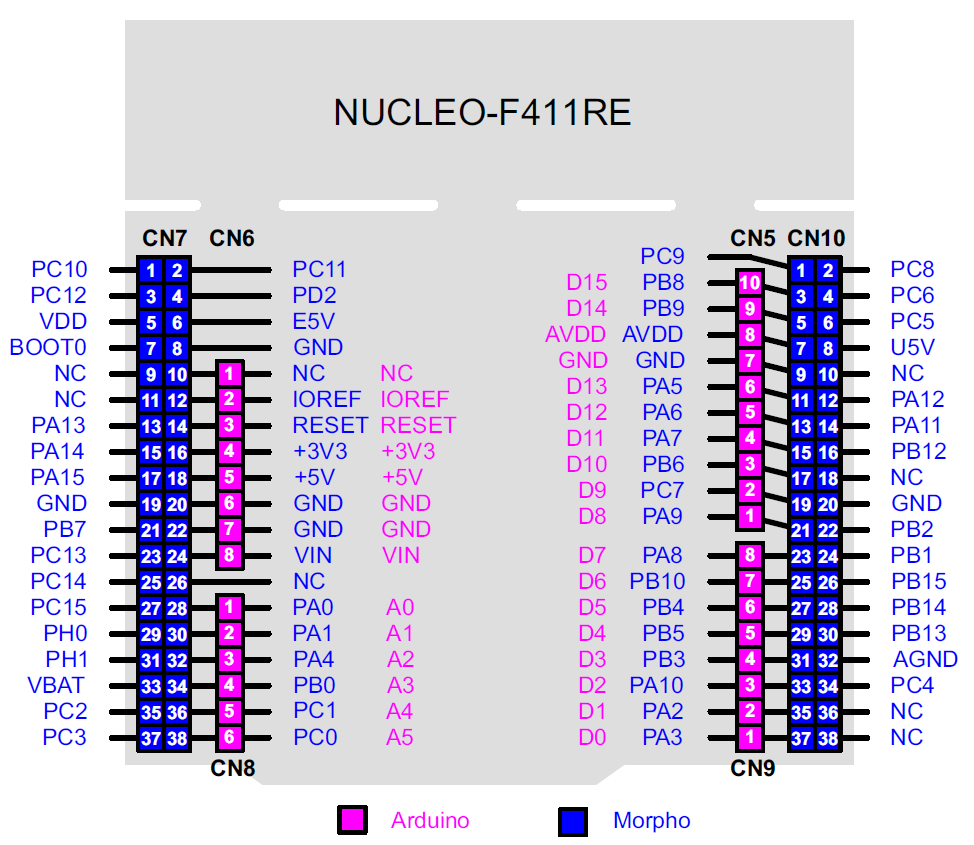 NUCLEO-F411RE
CN7 CN6 CN5 CN10
PC9
PC10 1 2 PC11 1 2 PC8
D15 PB8 10
PC12 3 4 PD2 3 4 PC6
D14 PB9 9
VDD 5 6 E5V 5 6 PC5
AVDD AVDD 8
BOOT0 7 8 GND 7 8 U5V
GND GND 7
NC 9 10 1 NC NC 9 10 NC
D13 PA5 6
NC 11 12 2 IOREF IOREF 11 12 PA12
D12 PA6 5
PA13 13 14 3 RESET RESET 13 14 PA11
D11 PA7 4
PA14 15 16 4 +3V3 +3V3 15 16 PB12
D10 PB6 3
PA15 17 18 5 +5V +5V 17 18 NC
D9 PC7 2
GND 19 20 6 GND GND 19 20 GND
D8 PA9 1
PB7 21 22 7 GND GND 21 22 PB2
PC13 23 24 8 VIN VIN D7 PA8 8 23 24 PB1
PC14 25 26 NC D6 PB10 7 25 26 PB15
PC15 27 28 1 PA0 A0 D5 PB4 6 27 28 PB14
PH0 29 30 2 PA1 A1 D4 PB5 5 29 30 PB13
PH1 31 32 3 PA4 A2 D3 PB3 4 31 32 AGND
VBAT 33 34 4 PB0 A3 D2 PA10 3 33 34 PC4
PC2 35 36 5 PC1 A4 D1 PA2 2 35 36 NC
PC3 37 38 6 PC0 A5 D0 PA3 1 37 38 NC
CN8 CN9
Arduino Morpho